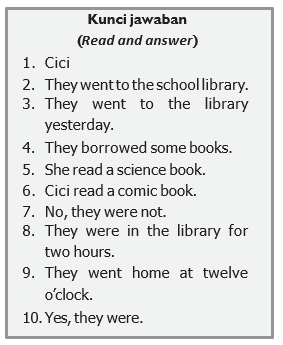 Kunci jawaban
(Read and answer)
1. Cici
2. They went to the school library.
3. They went to the library
yesterday.
4. They borrowed some books.
5. She read a science book.
6. Cici read a comic book.
7. No, they were not.
8. They were in the library for
two hours.
9. They went home at twelve
o'clock.
10. Yes, they were.